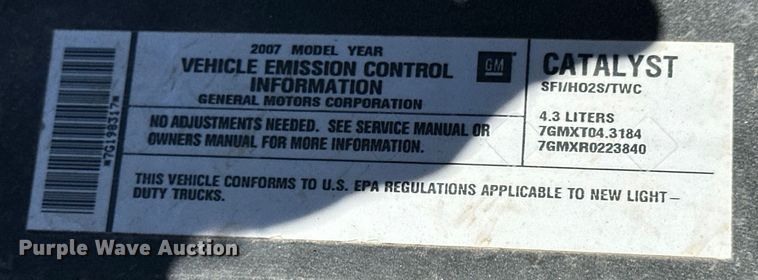 *7G198G17*
2007 MODEL YEAR
VEHICLE EMISSION CONTROL
INFORMATION
GENERAL MOTORS CORPORATION
GM
NO ADJUSTMENTS NEEDED. SEE SERVICE MANUAL OR
OWNERS MANUAL FOR MORE INFORMATION.
CATALYST
SFI/HO2S/TWC
4.3 LITERS
7GMXT04.3184
7GMXR0223840
THIS VEHICLE CONFORMS TO U.S. EPA REGULATIONS APPLICABLE TO NEW LIGHT-
DUTY TRUCKS.
Purple Wave Auction